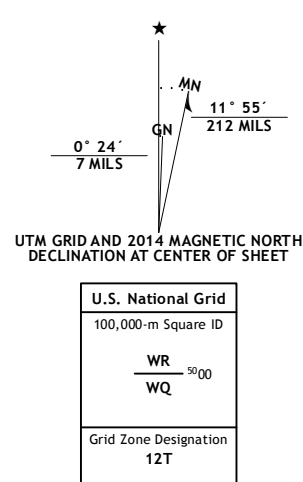 ★
MN
GN
11° 55´
212 MILS
0° 24´
7 MILS
UTM GRID AND 2014 MAGNETIC NORTH
DECLINATION AT CENTER OF SHEET
U.S. National Grid
100,000-m Square ID
WR
5000
WQ
Grid Zone Designation
12T